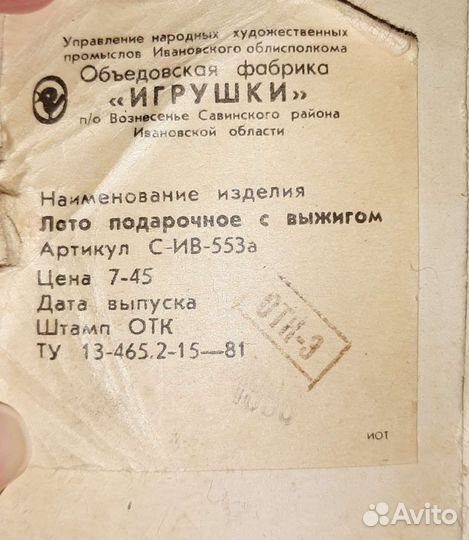 Управление народных художественных
промыслов Ивановского облисполкома
Объедовская фабрика
«ИГРУШКИ»
п/о Вознесенье Савинского района
Ивановской области
Наименование изделия
Лото подарочное с выжигом
Артикул С-ИВ-553а
Цена 7-45
Дата выпуска
Штамп ОТК
ОТК-3
ТУ 13-465.2-15—81
ИОТ
Avito